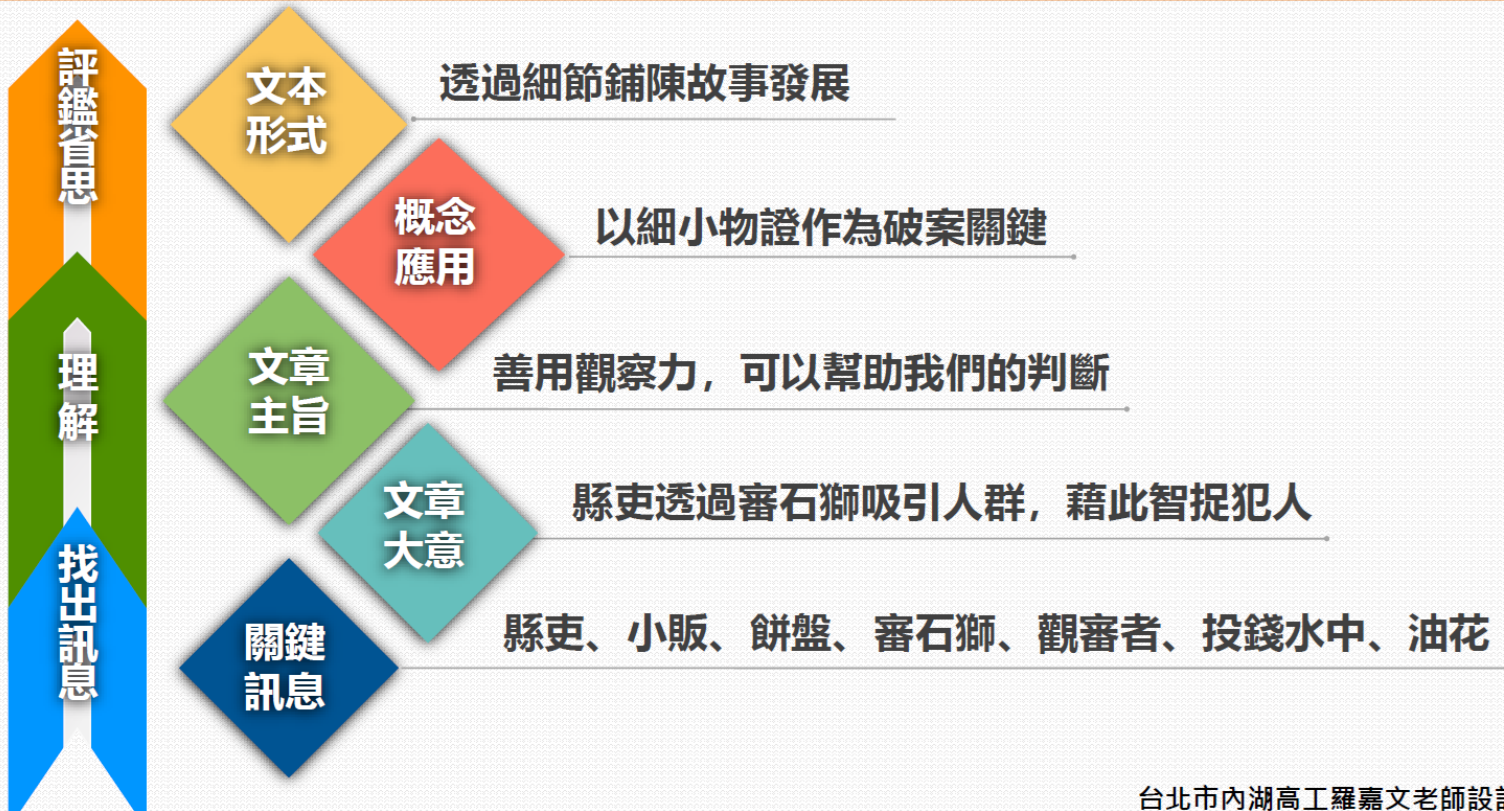 評鑑省思
文本
形式
透過細節鋪陳故事發展
概念
應用
以細小物證作為破案關鍵
理解
文章
主旨
善用觀察力，可以幫助我們的判斷
文章
大意
縣吏透過審石獅吸引人群，藉此智捉犯人
找出訊息
關鍵
訊息
縣吏、小販、餅盤、審石獅、觀審者、投錢水中、油花
台北市內湖高工羅嘉文老師設